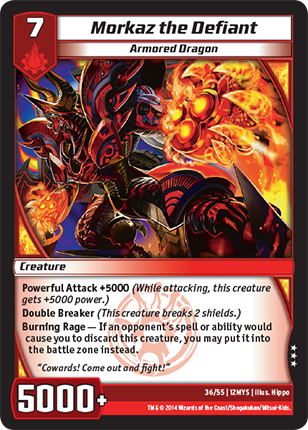 7
Morkaz the Defiant
Armored Dragon
Creature
Powerful Attack +5000 (While attacking, this creature
gets +5000 power.)
Double Breaker (This creature breaks 2 shields.)
Burning Rage — If an opponent's spell or ability would
cause you to discard this creature, you may put it into
the battle zone instead.
"Cowards! Come out and fight!"
5000+
36/55 | 12MYS | Illus. Hippo
TM & © 2014 Wizards of the Coast/Shogakukan/Mitsui-Kids.